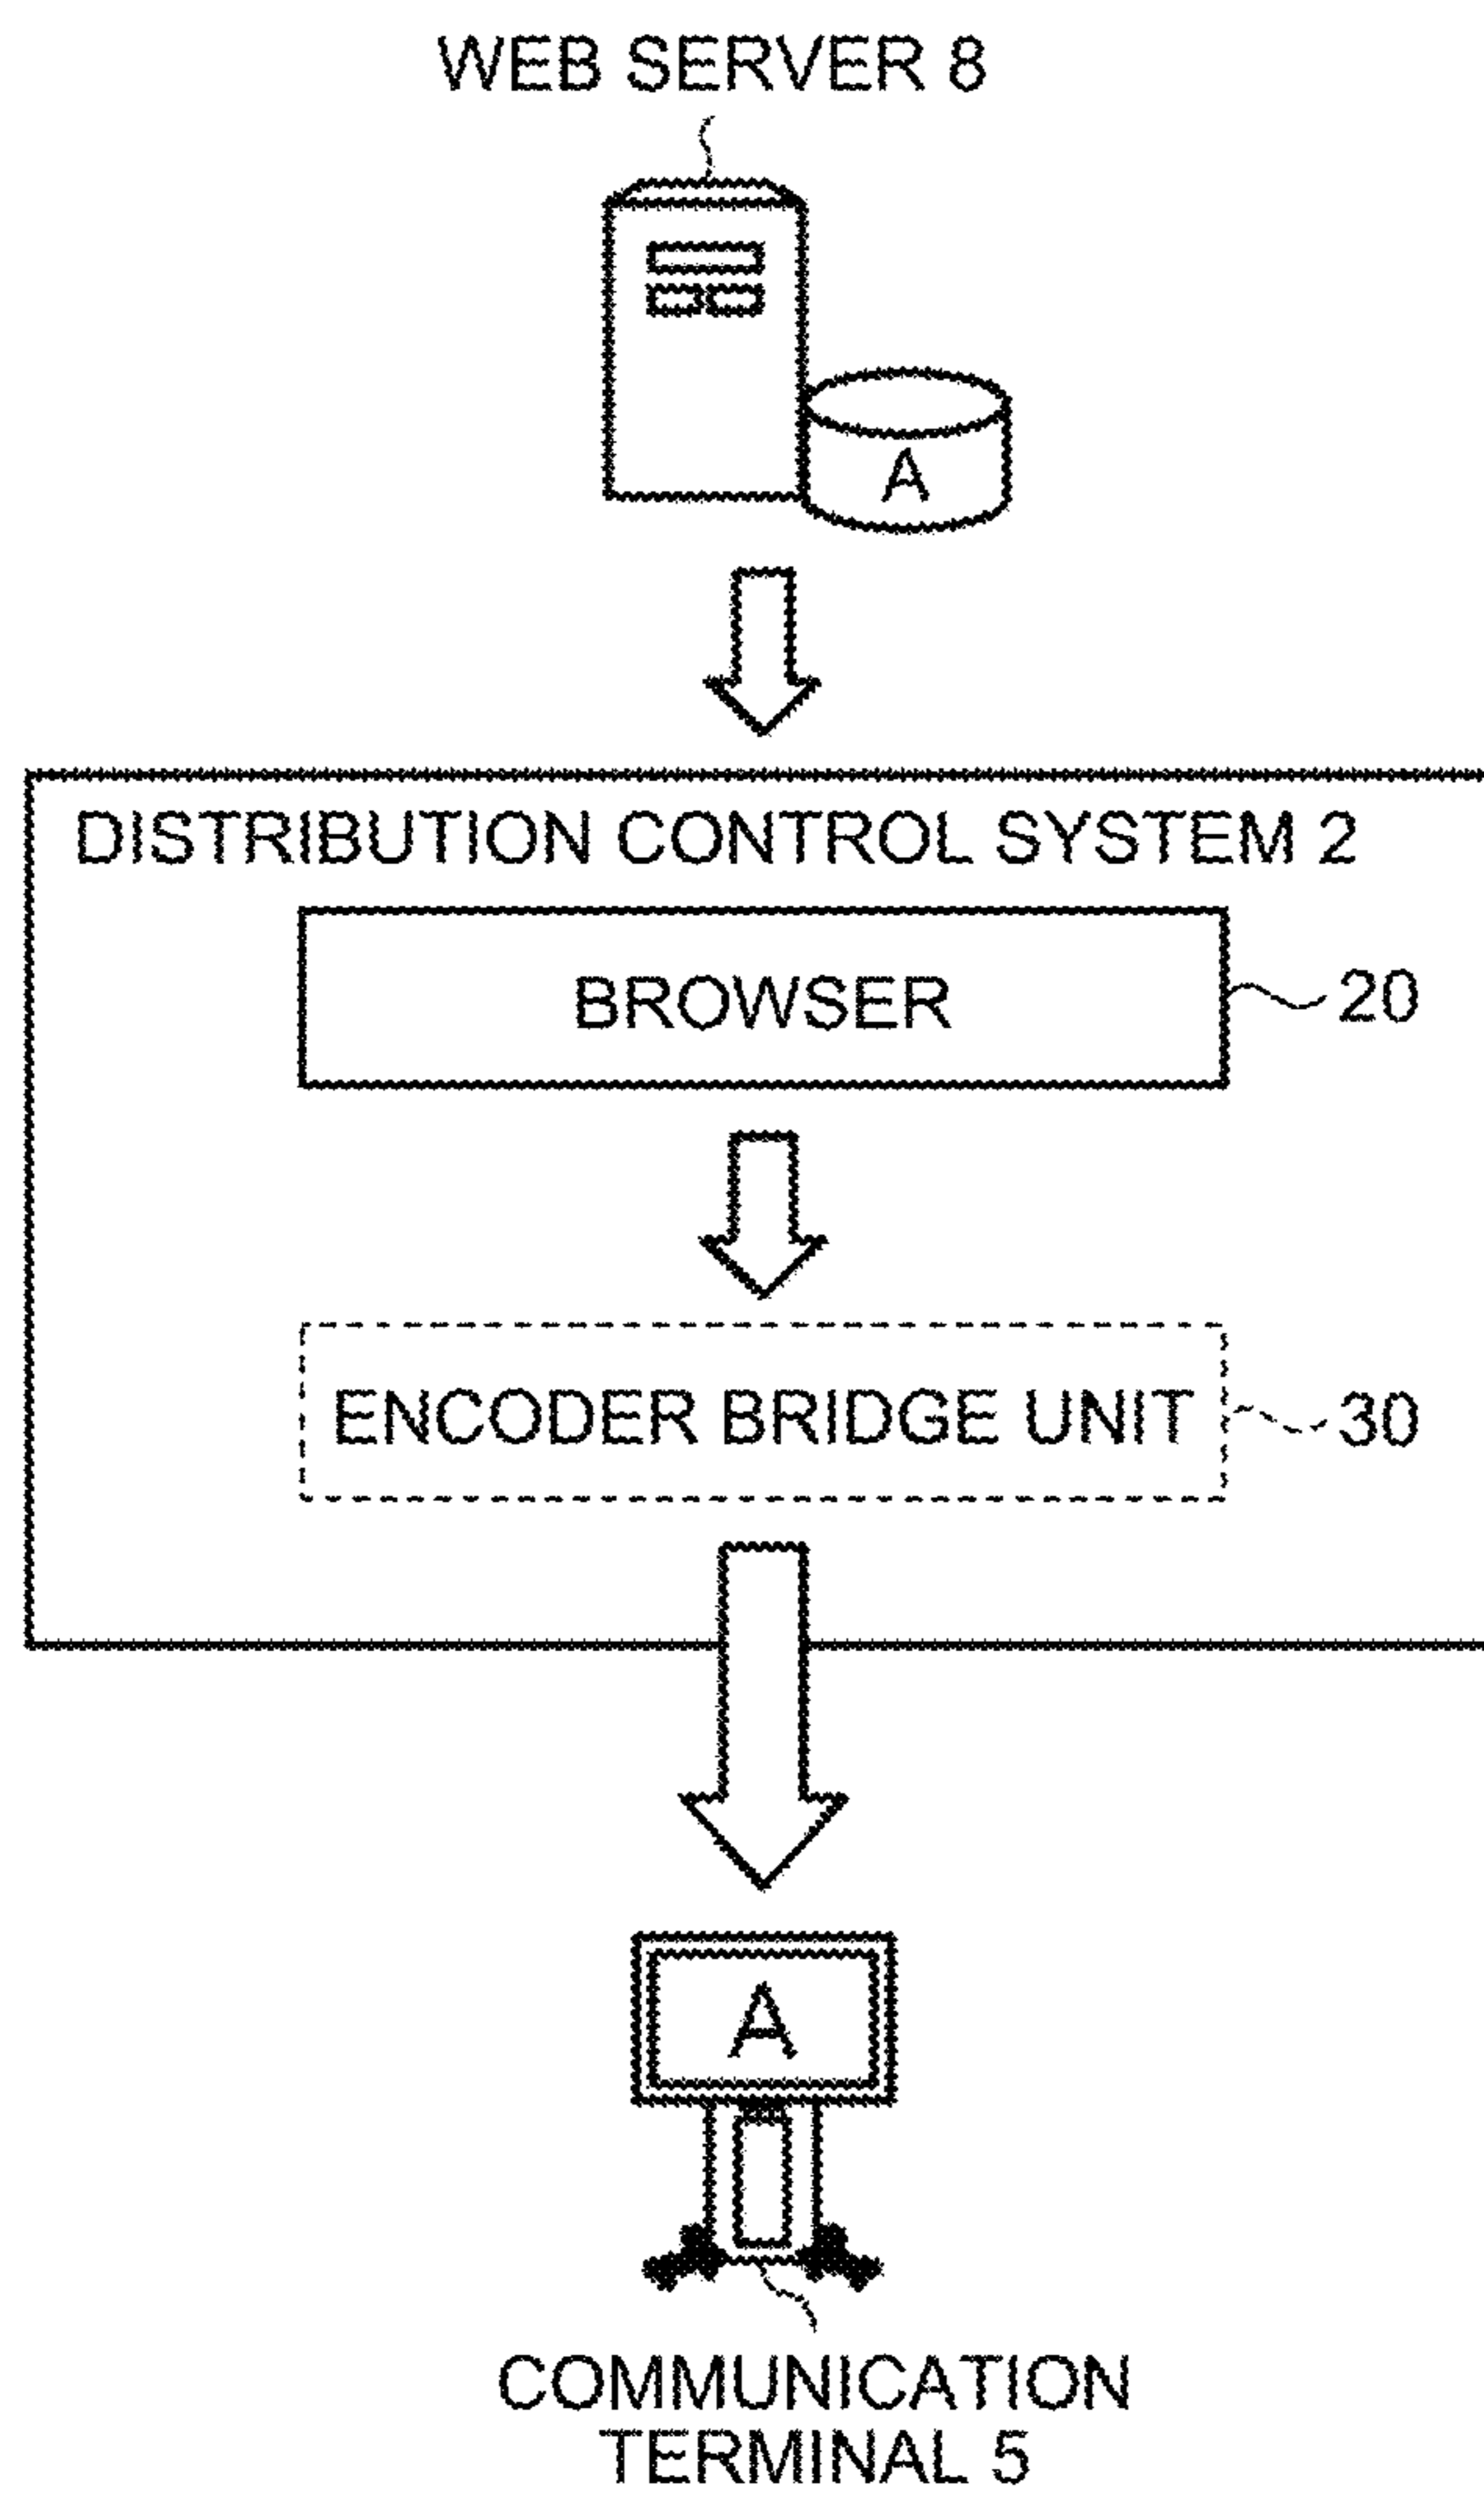 WEB SERVER 8
A
DISTRIBUTION CONTROL SYSTEM 2
BROWSER
20
ENCODER BRIDGE UNIT
30
A
COMMUNICATION
TERMINAL 5